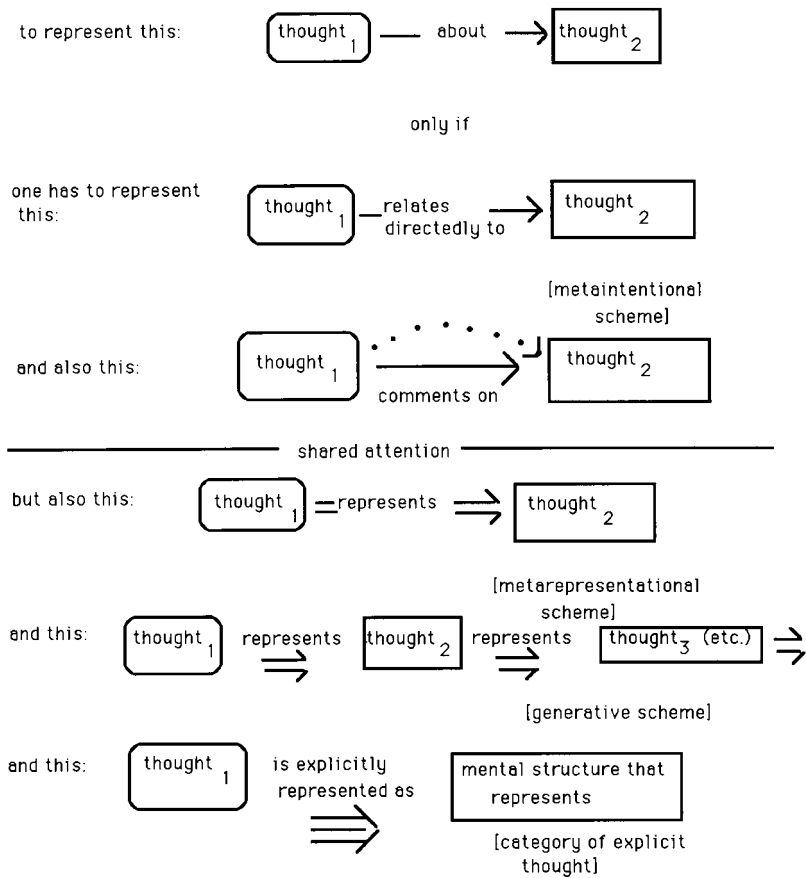 to represent this: thought 1 about thought 2
only if
one has to represent
this: thought 1 relates directedly to thought 2
[metaintentional
scheme]
and also this: thought 1 comments on thought 2
shared attention
but also this: thought 1 represents thought 2
[metarepresentational
scheme]
and this: thought 1 represents thought 2 represents thought 3 (etc.)
[generative scheme]
and this: thought 1 is explicitly
represented as
mental structure that
represents
[category of explicit
thought]